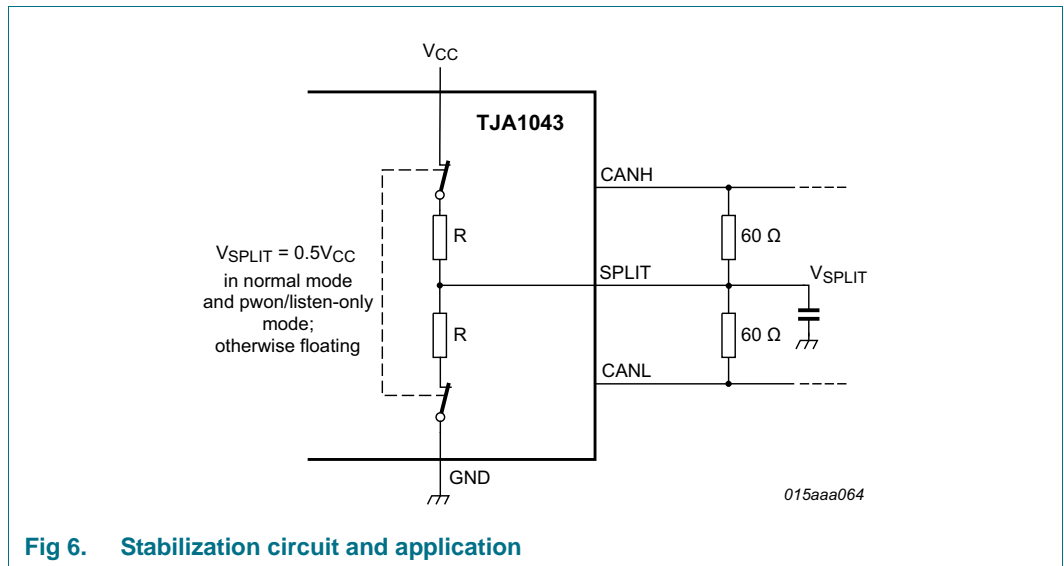 VCC
TJA1043
CANH
R
60 Ω
VSPLIT = 0.5VCC
in normal mode
and pwon/listen-only
mode;
otherwise floating
SPLIT
VSPLIT
R
60 Ω
CANL
GND
015aaa064
Fig 6. Stabilization circuit and application